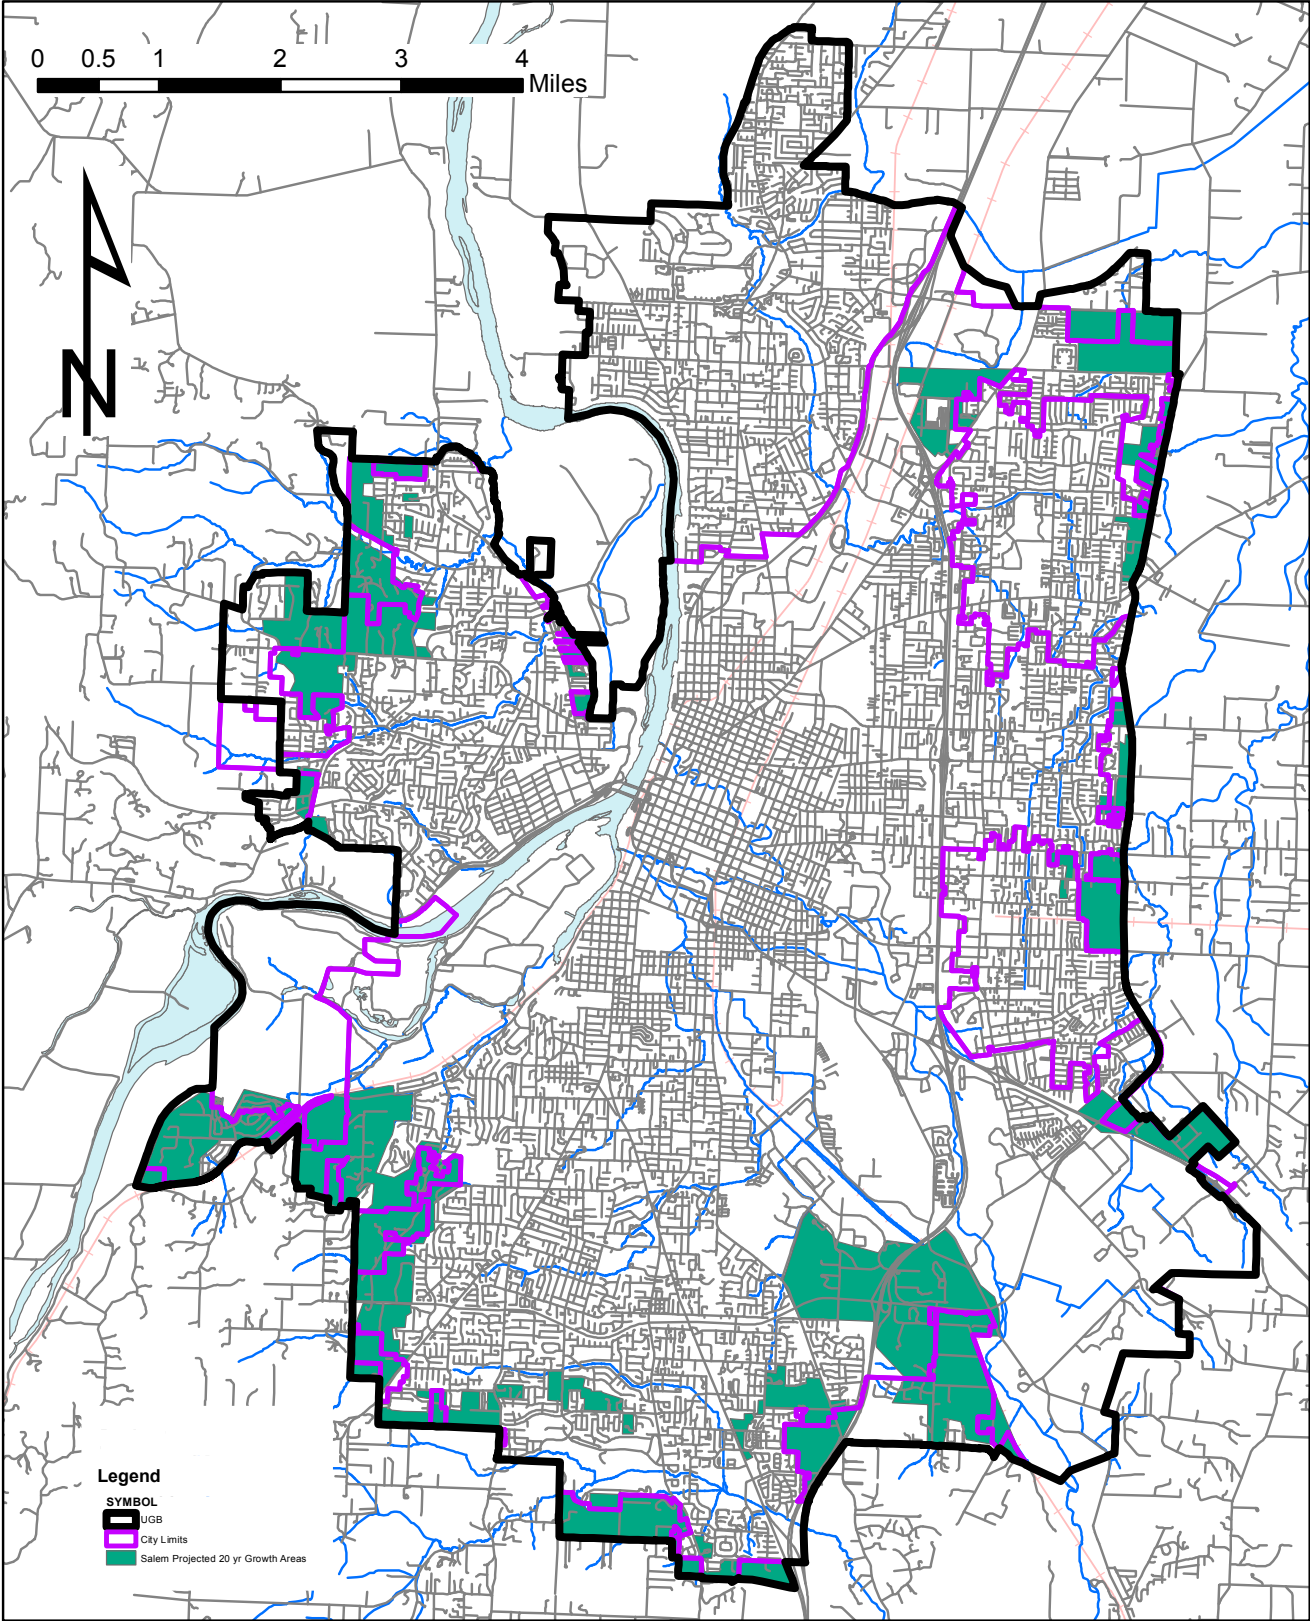 0 0.5 1 2 3 4
Miles
N
Legend
SYMBOL
UGB
City Limits
Salem Projected 20 yr Growth Areas